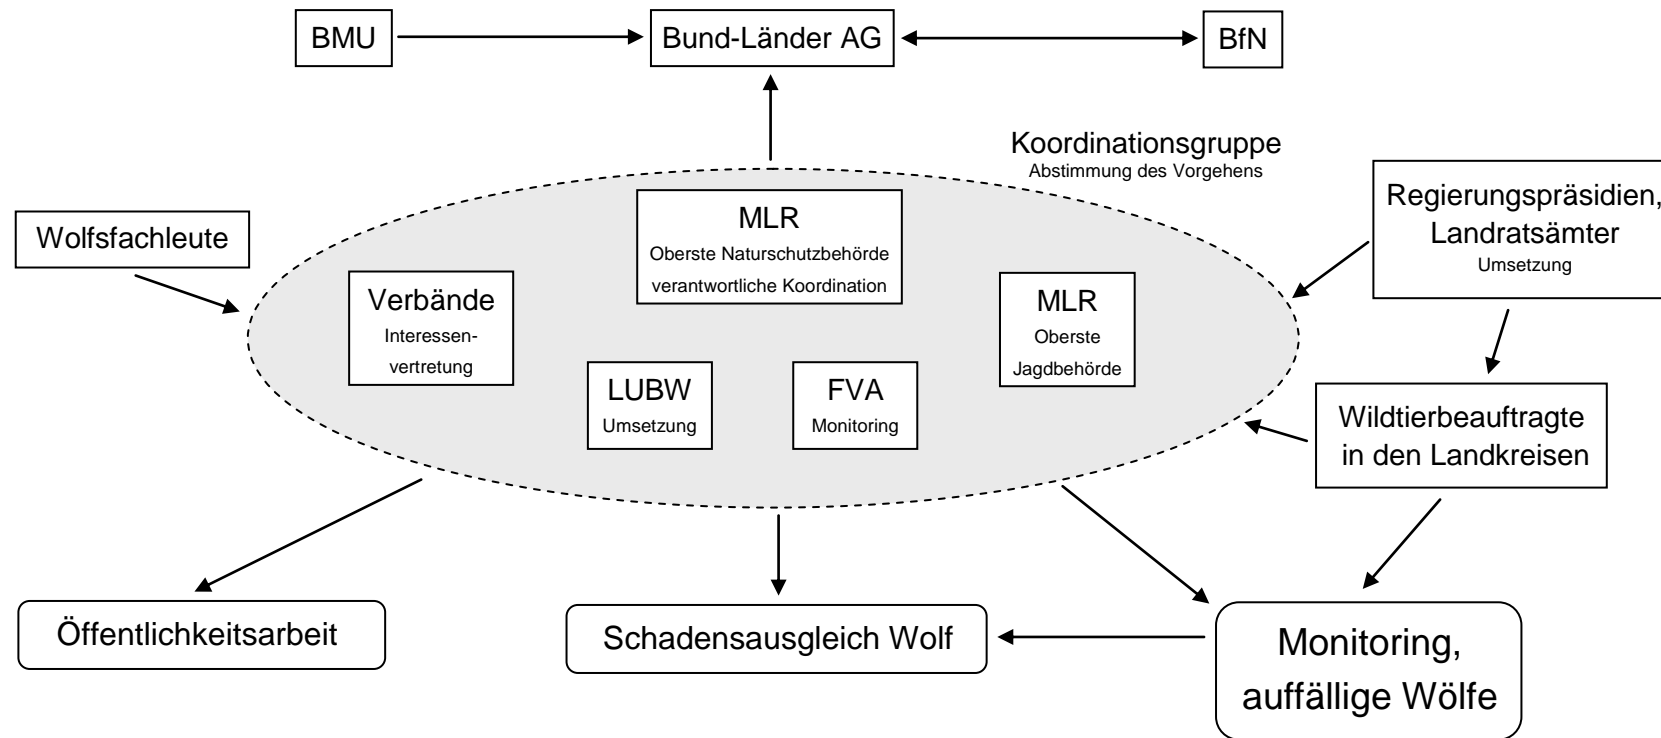 BMU
Bund-Länder AG
BfN
Koordinationsgruppe
Abstimmung des Vorgehens
Wolfsfachleute
MLR
Oberste Naturschutzbehörde
verantwortliche Koordination
Regierungspräsidien,
Landratsämter
Umsetzung
Verbände
Interessen-
vertretung
MLR
Oberste
Jagdbehörde
LUBW
Umsetzung
FVA
Monitoring
Wildtierbeauftragte
in den Landkreisen
Öffentlichkeitsarbeit
Schadensausgleich Wolf
Monitoring,
auffällige Wölfe